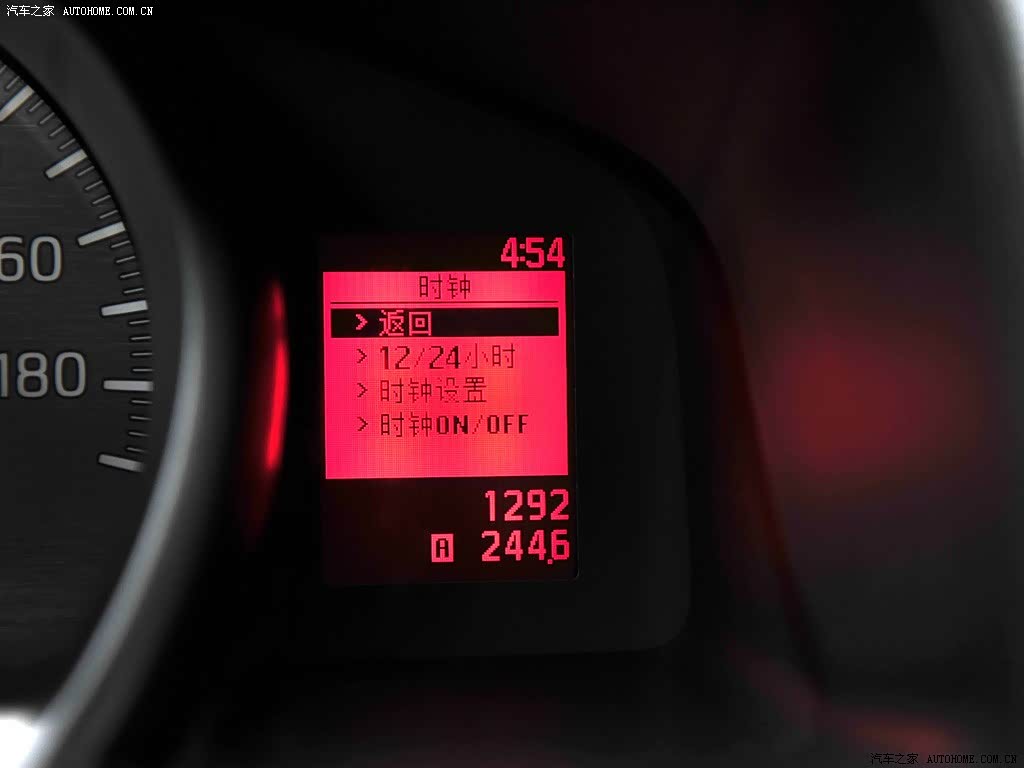 汽车之家 AUTOHOME.COM.CN
4:54
时钟
60
> 返回
> 12/24小时
180
> 时钟设置
> 时钟ON/OFF
1292
A 244.6
汽车之家 AUTOHOME.COM.CN